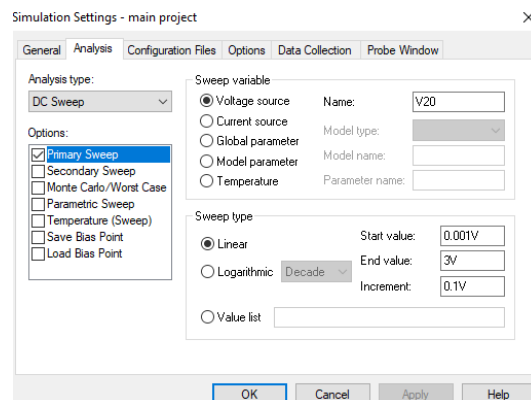 Simulation Settings - main project
General Analysis Configuration Files Options Data Collection Probe Window
Analysis type:
DC Sweep
Options:
Primary Sweep
Secondary Sweep
Monte Carlo/Worst Case
Parametric Sweep
Temperature (Sweep)
Save Bias Point
Load Bias Point
Sweep variable
Voltage source
Current source
Global parameter
Model parameter
Temperature
Name: V20
Model type:
Model name:
Parameter name:
Sweep type
Linear
Logarithmic Decade
Value list
Start value: 0.001V
End value: 3V
Increment: 0.1V
OK Cancel Apply Help